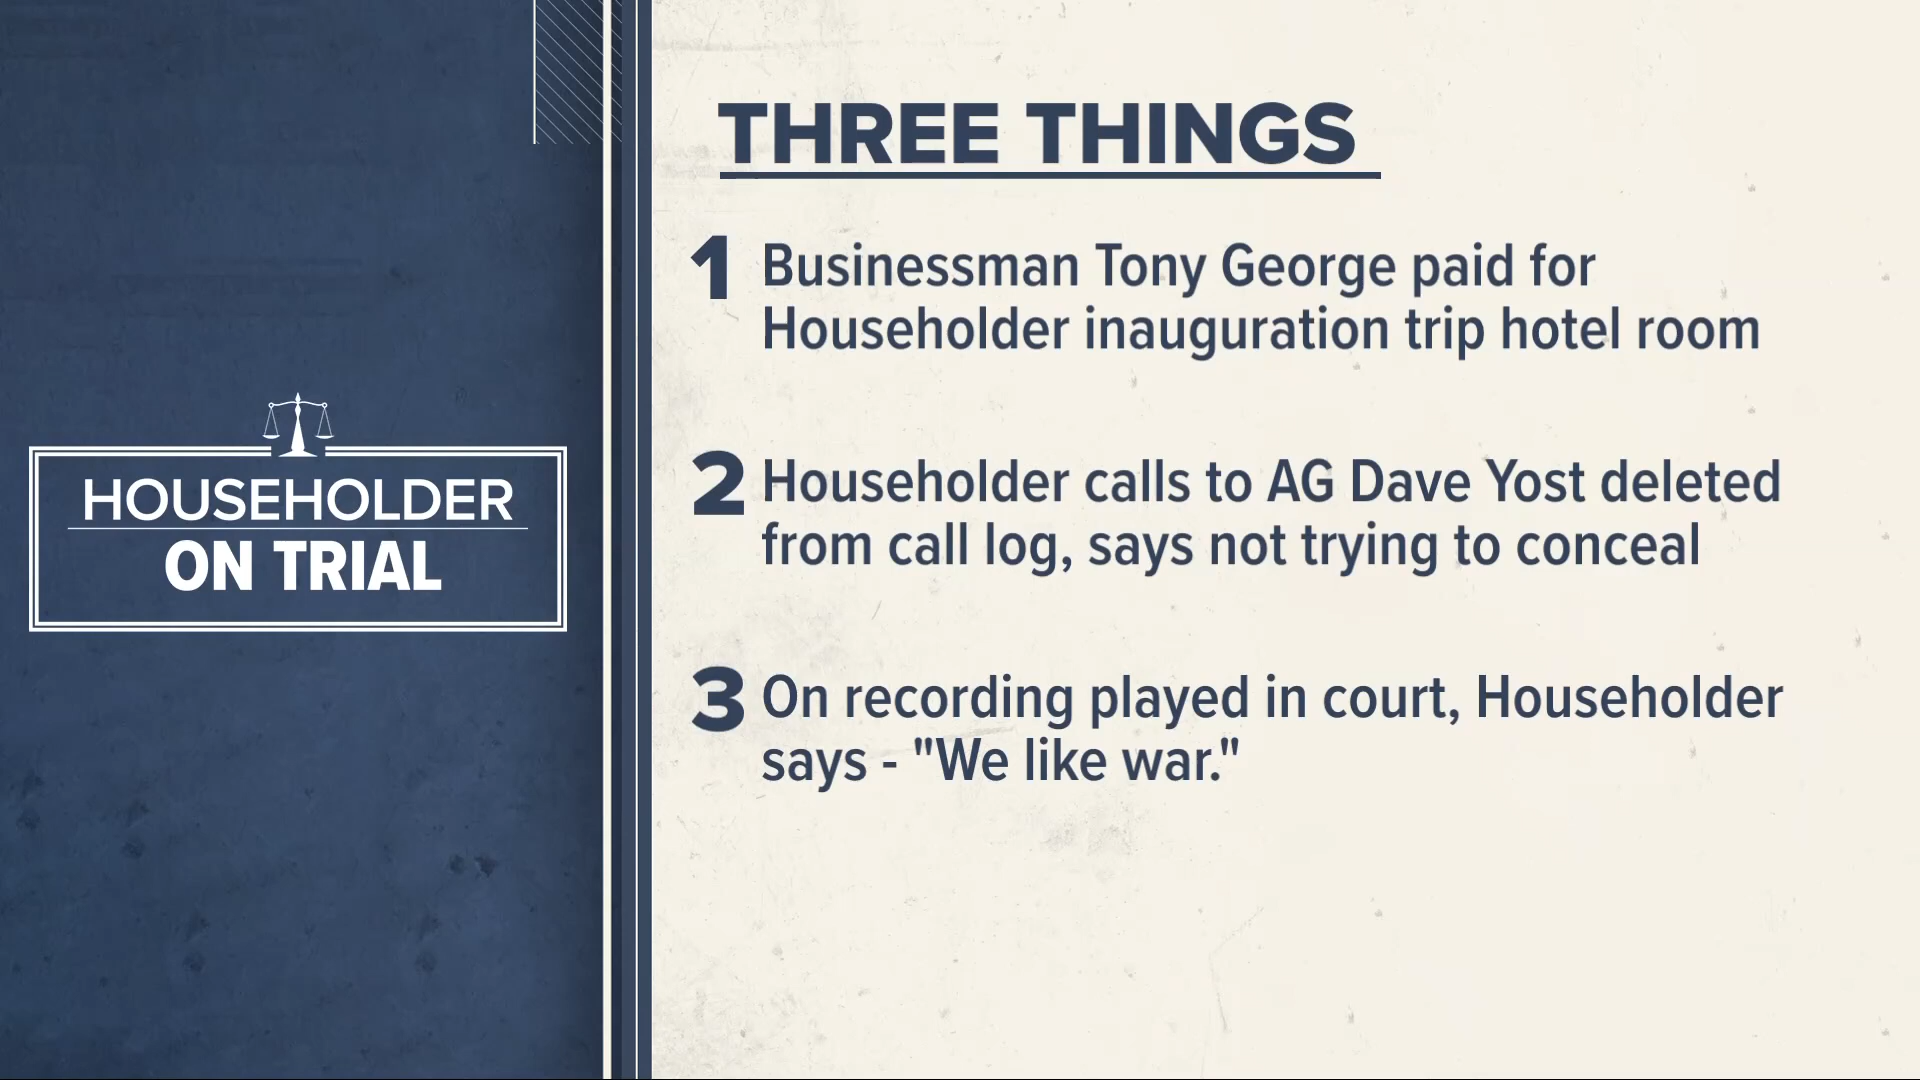 HOUSEHOLDER
ON TRIAL
THREE THINGS
1 Businessman Tony George paid for
Householder inauguration trip hotel room
2 Householder calls to AG Dave Yost deleted
from call log, says not trying to conceal
3 On recording played in court, Householder
says - "We like war."